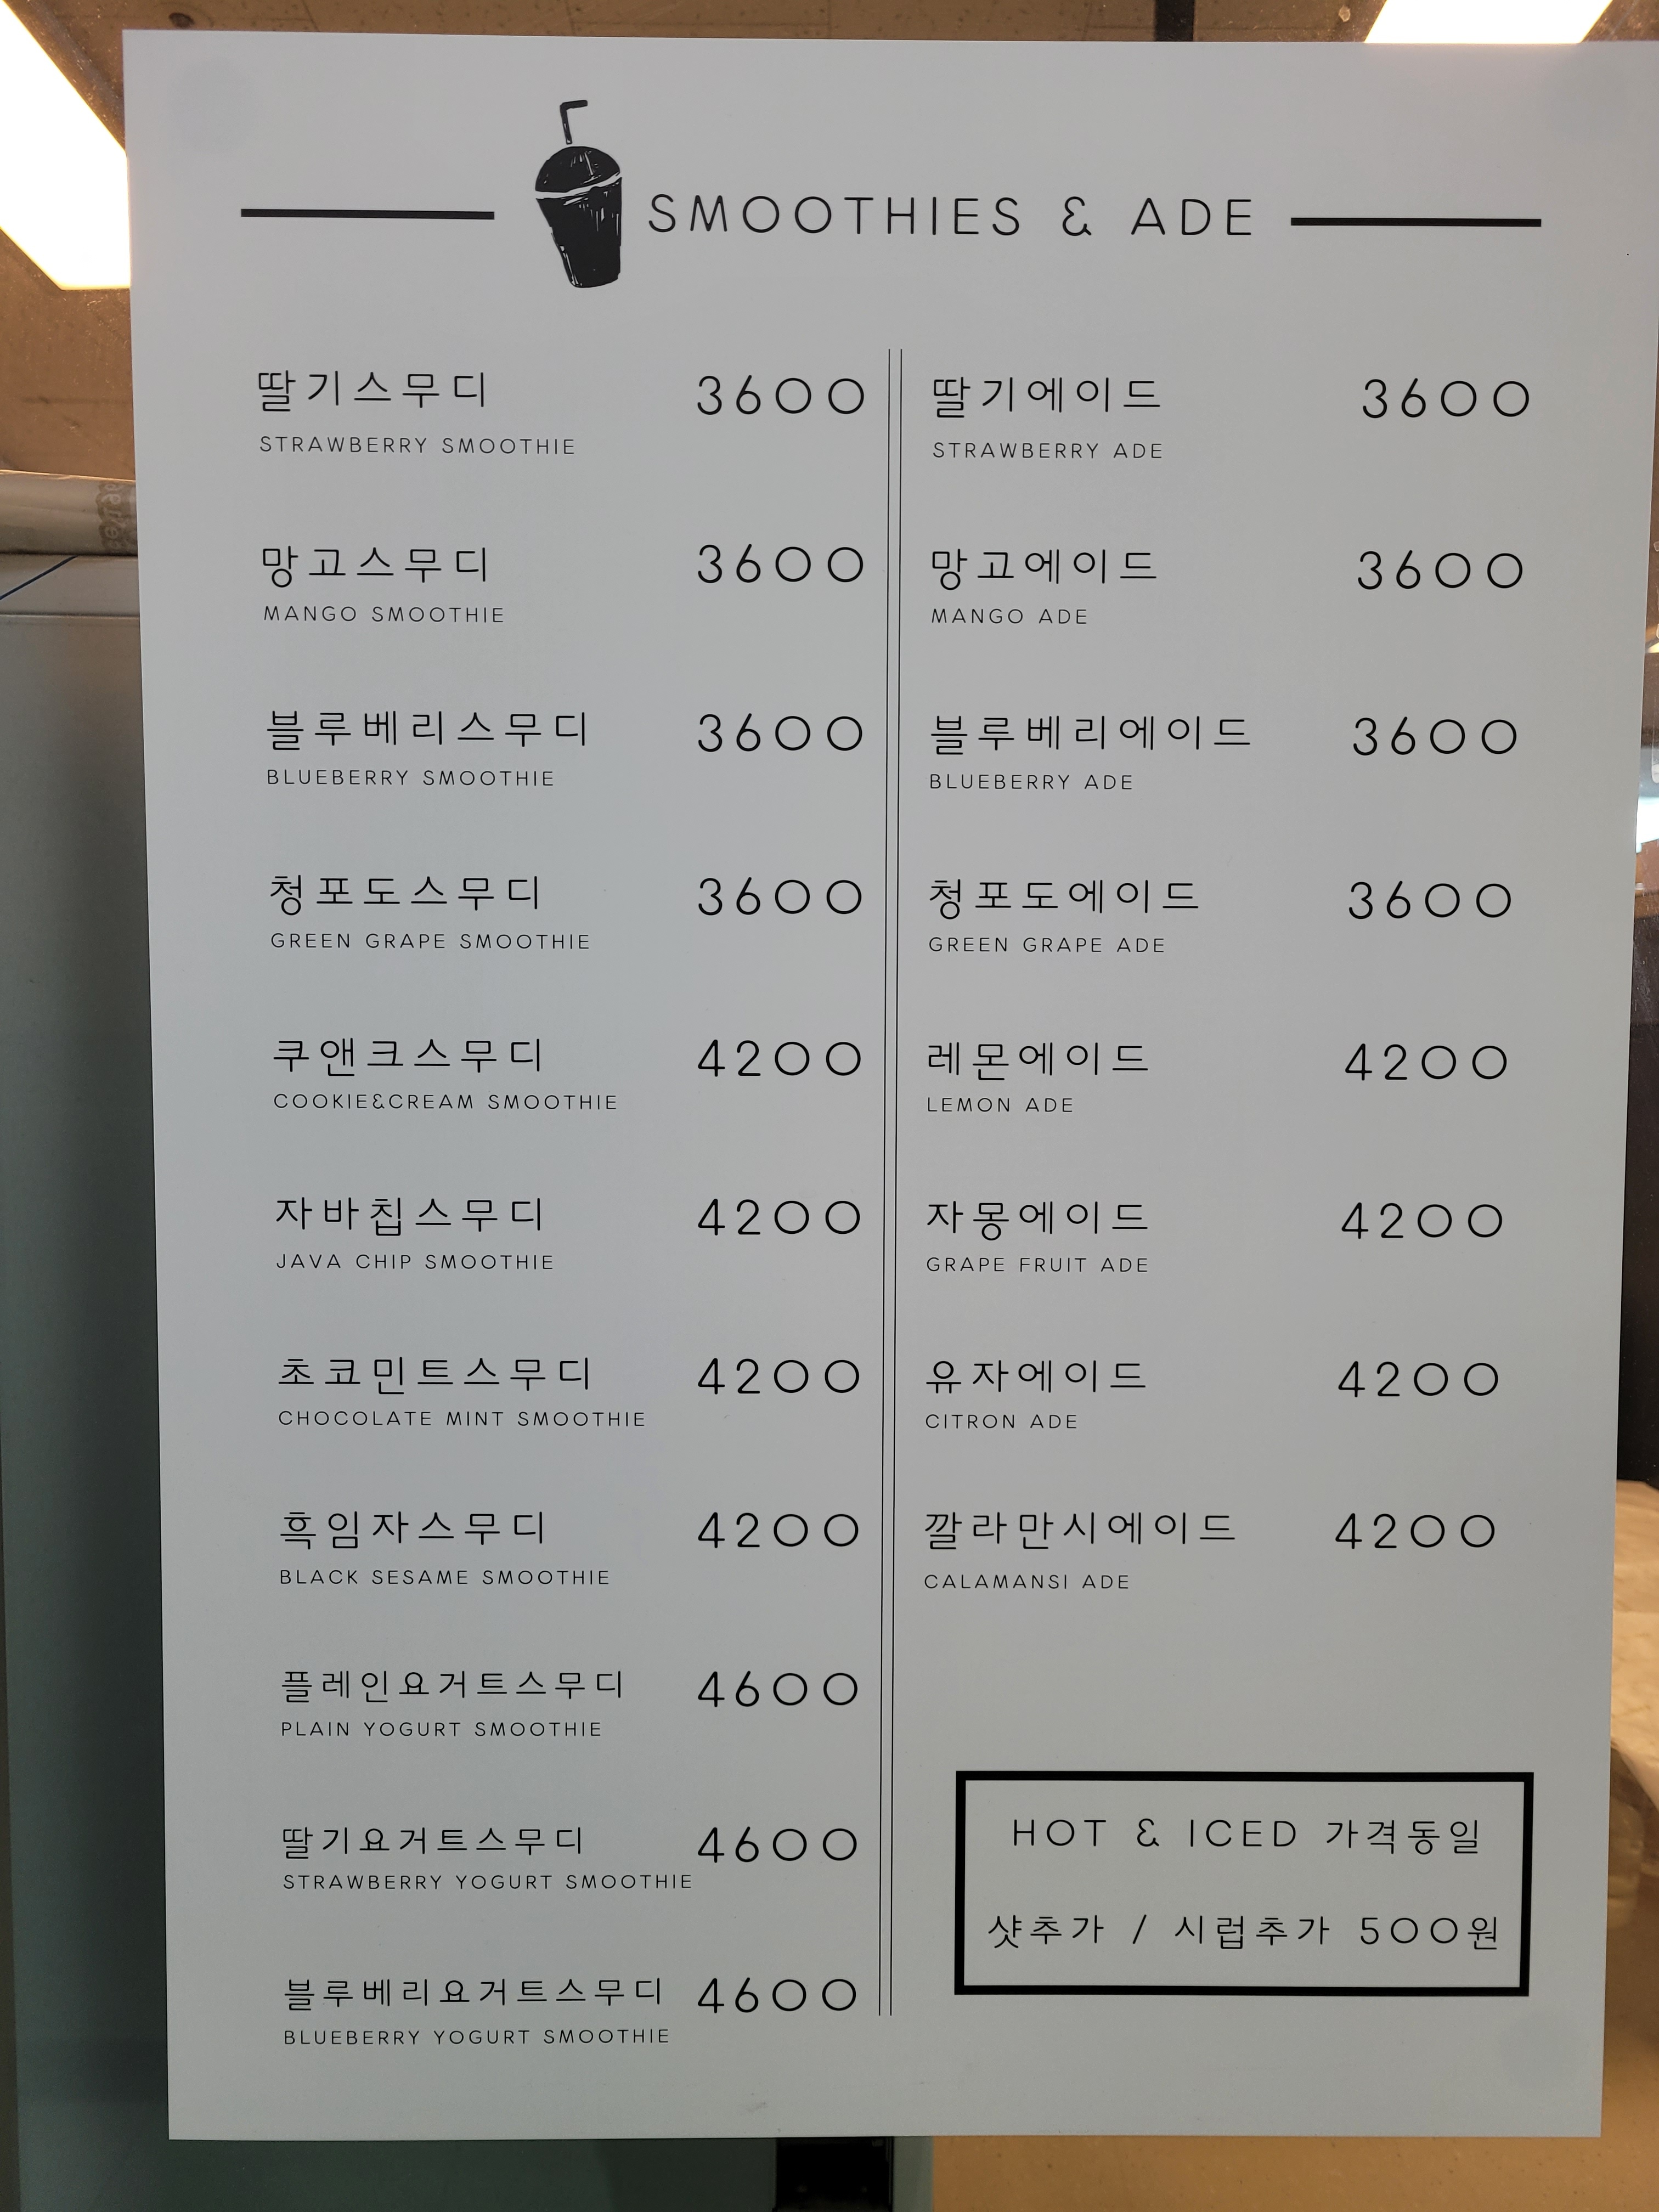 SMOOTHIES & ADE
딸기스무디 3600
STRAWBERRY SMOOTHIE
망고스무디 3600
MANGO SMOOTHIE
블루베리스무디 3600
BLUEBERRY SMOOTHIE
청포도스무디 3600
GREEN GRAPE SMOOTHIE
쿠앤크스무디 4200
COOKIE&CREAM SMOOTHIE
자바칩스무디 4200
JAVA CHIP SMOOTHIE
초코민트스무디 4200
CHOCOLATE MINT SMOOTHIE
흑임자스무디 4200
BLACK SESAME SMOOTHIE
플레인요거트스무디 4600
PLAIN YOGURT SMOOTHIE
딸기요거트스무디 4600
STRAWBERRY YOGURT SMOOTHIE
블루베리요거트스무디 4600
BLUEBERRY YOGURT SMOOTHIE
딸기에이드 3600
STRAWBERRY ADE
망고에이드 3600
MANGO ADE
블루베리에이드 3600
BLUEBERRY ADE
청포도에이드 3600
GREEN GRAPE ADE
레몬에이드 4200
LEMON ADE
자몽에이드 4200
GRAPE FRUIT ADE
유자에이드 4200
CITRON ADE
깔라만시에이드 4200
CALAMANSI ADE
HOT & ICED 가격동일
샷추가 / 시럽추가 500원